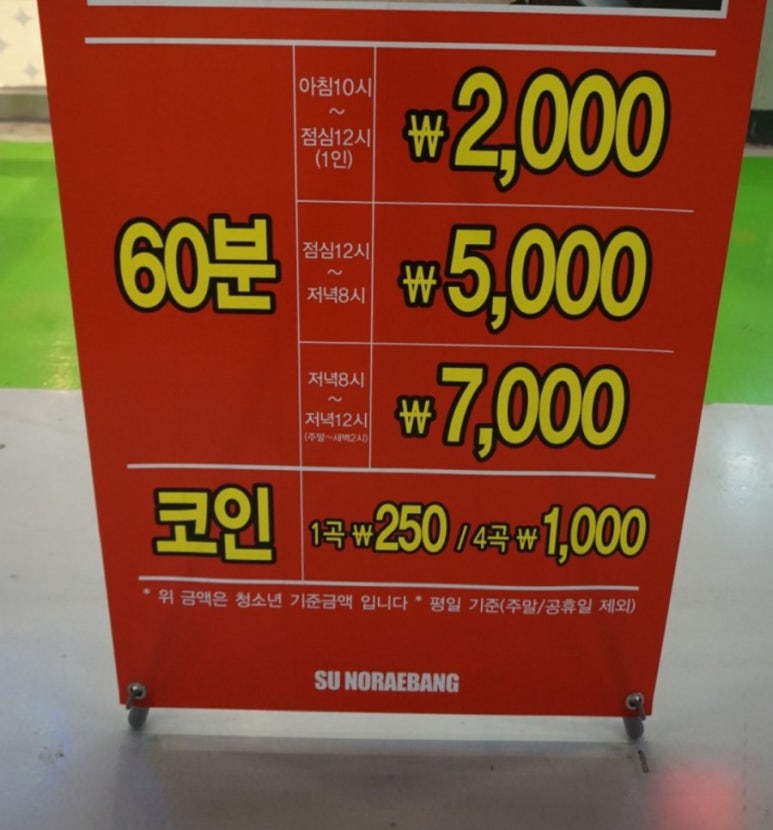 60분
아침10시
~
점심12시
(1인)
₩2,000
점심12시
~
저녁8시
₩5,000
저녁8시
~
저녁12시
(주말~새벽2시)
₩7,000
코인
1곡 ₩250 / 4곡 ₩1,000
* 위 금액은 청소년 기준금액 입니다 * 평일 기준(주말/공휴일 제외)
SU NORAEBANG